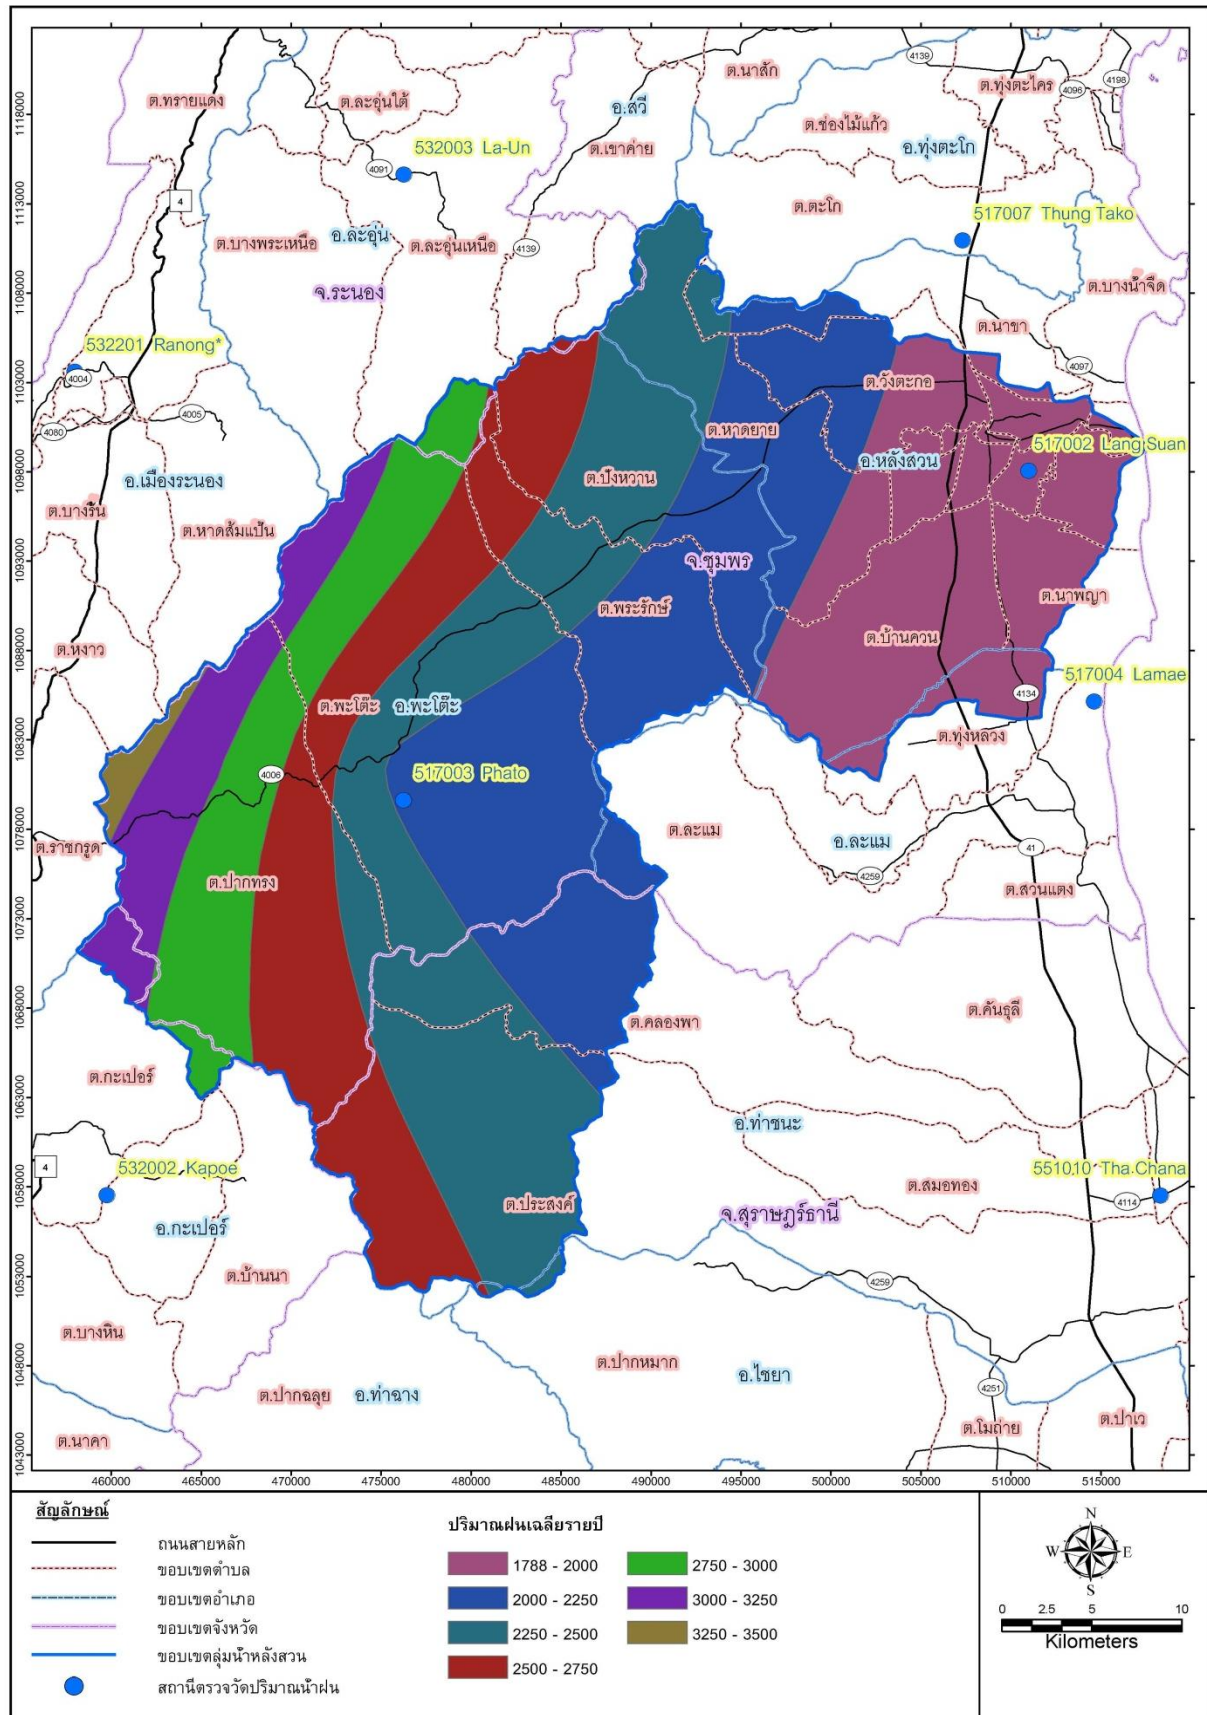 ต.ทรายแดง
ต.ละอุ่นใต้
ต.นาสัก
อ.สวี
4139
ต.ทุ่งตะไคร
4096
4198
ต.ช่องไม้แก้ว
อ.ทุ่งตะโก
532003 La-Un
4091
ต.เขาค่าย
4
ต.ตะโก
517007 Thung Tako
ต.บางพระเหนือ
อ.ละอุ่น
ต.ละอุ่นเหนือ
4139
จ.ระนอง
ต.บางน้ำจืด
ต.นาขา
532201 Ranong*
4004
4097
4005
4080
ต.วังตะกอ
ต.หาดยาย
517002 Lang Suan
อ.หลังสวน
อ.เมืองระนอง
ต.ปังหวาน
ต.บางริ้น
ต.หาดส้มแป้น
จ.ชุมพร
ต.นาพญา
ต.พระรักษ์
ต.บ้านควน
ต.หงาว
517004 Lamae
4134
ต.พะโต๊ะ
อ.พะโต๊ะ
ต.ทุ่งหลวง
4006
517003 Phato
ต.ราชกรูด
ต.ละแม
อ.ละแม
41
4259
ต.ปากทรง
ต.สวนแตง
ต.คลองพา
ต.คันธุลี
ต.กะเปอร์
อ.ท่าชนะ
4
532002 Kapoe
551010 Tha Chana
ต.ประสงค์
ต.สมอทอง
4114
อ.กะเปอร์
จ.สุราษฎร์ธานี
ต.บ้านนา
4259
ต.บางหิน
ต.ปากหมาก
อ.ไชยา
4251
ต.ปากฉลุย
อ.ท่าฉาง
ต.โมถ่าย
ต.ปาเว
ต.นาคา
1118000
1113000
1108000
1103000
1098000
1093000
1088000
1083000
1078000
1073000
1068000
1063000
1058000
1053000
1048000
1043000
460000 465000 470000 475000 480000 485000 490000 495000 500000 505000 510000 515000
สัญลักษณ์
ถนนสายหลัก
ขอบเขตตำบล
ขอบเขตอำเภอ
ขอบเขตจังหวัด
ขอบเขตลุ่มน้ำหลังสวน
สถานีตรวจวัดปริมาณน้ำฝน
ปริมาณฝนเฉลี่ยรายปี
1788 - 2000
2000 - 2250
2250 - 2500
2500 - 2750
2750 - 3000
3000 - 3250
3250 - 3500
N
W E
S
0 2.5 5 10
Kilometers